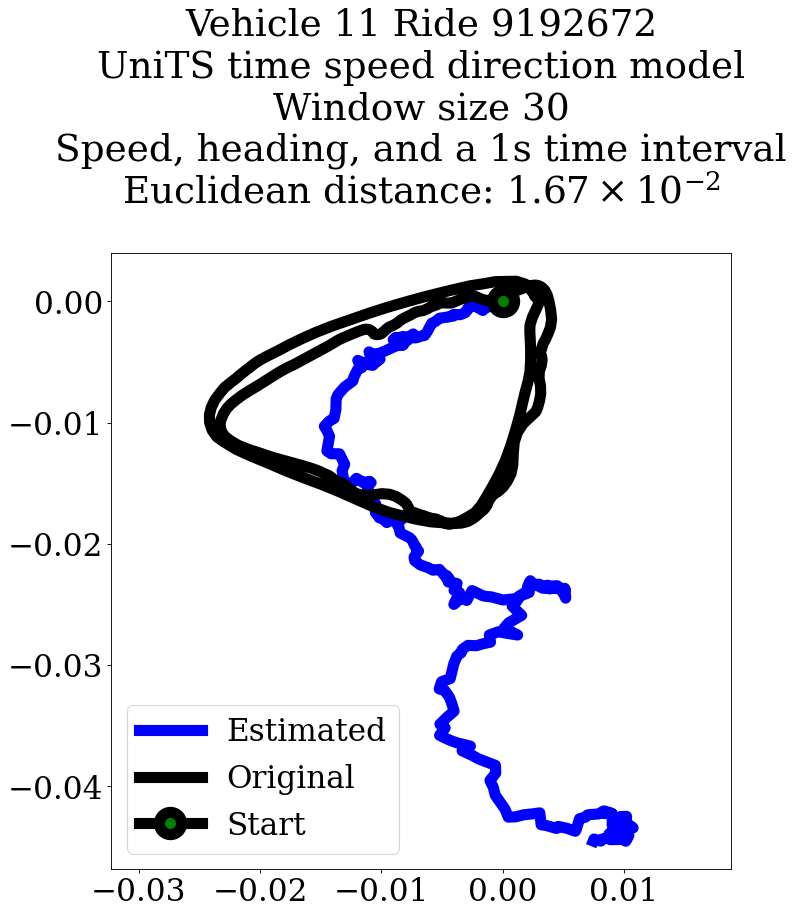 Vehicle 11 Ride 9192672
UniTS time speed direction model
Window size 30
Speed, heading, and a 1s time interval
Euclidean distance: 1.67 × 10⁻²
0.00
−0.01
−0.02
−0.03
−0.04
Estimated
Original
Start
−0.03 −0.02 −0.01 0.00 0.01